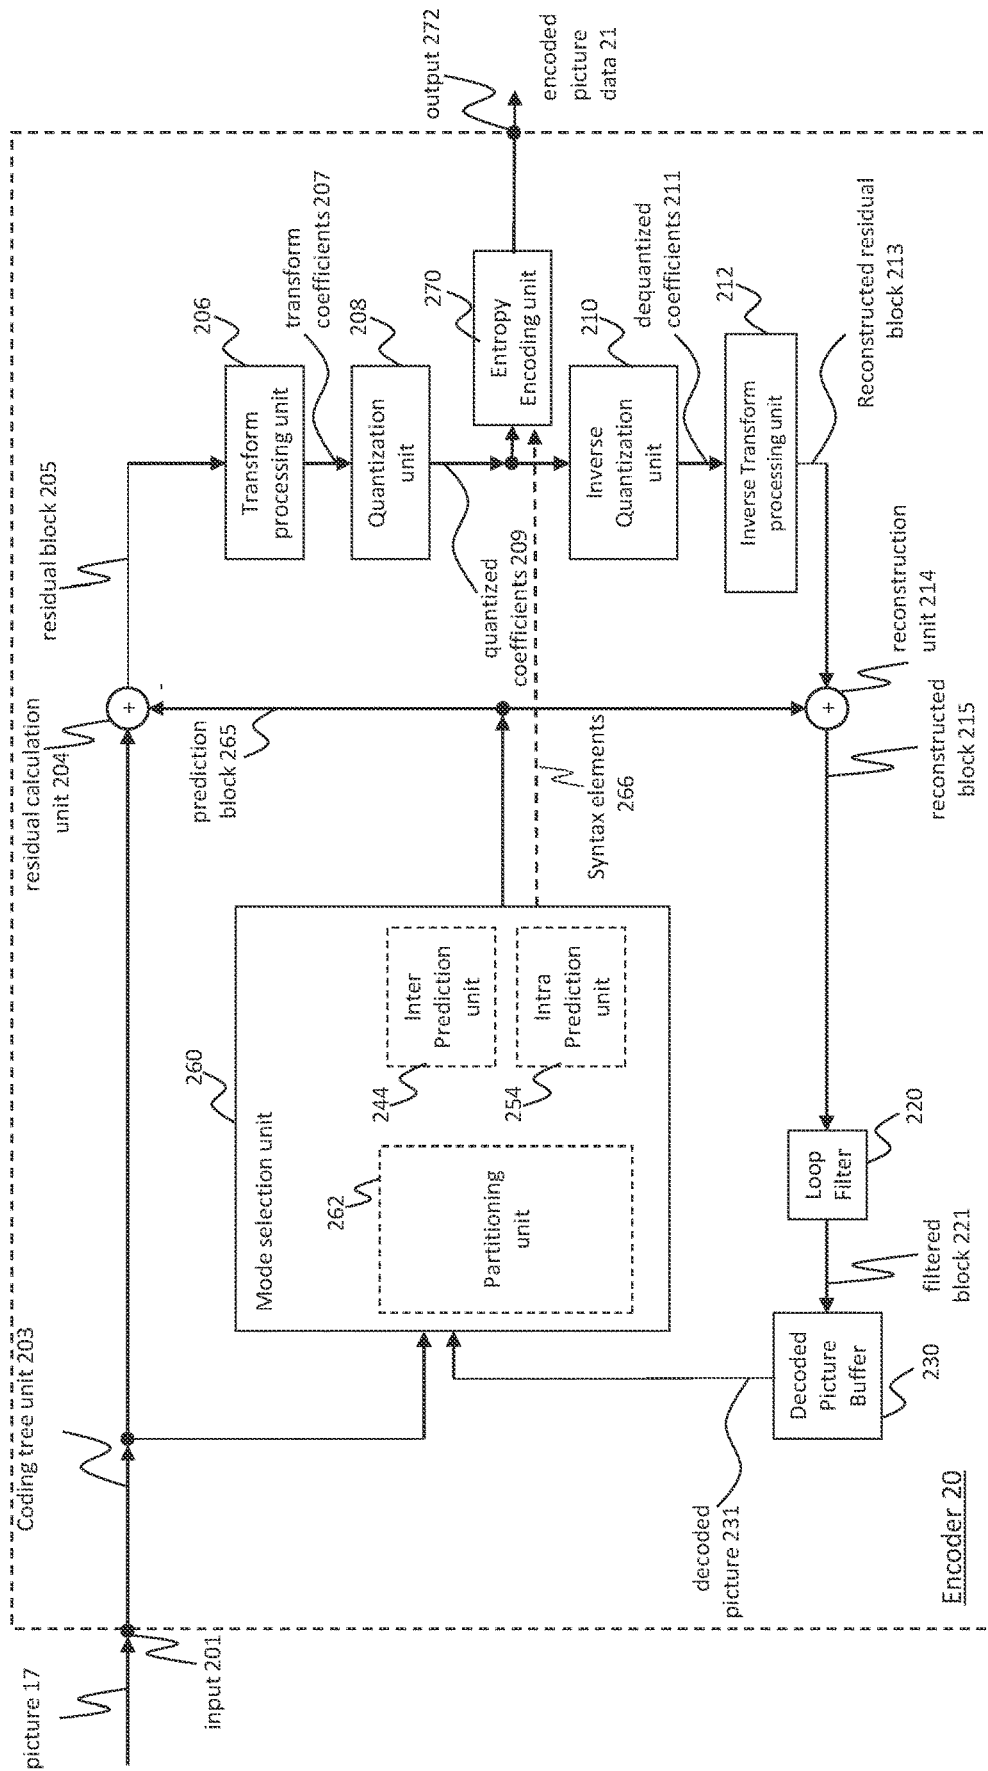 picture 17
input 201
Coding tree unit 203
residual calculation
unit 204
residual block 205
206
Transform
processing unit
transform
coefficients 207
208
Quantization
unit
quantized
coefficients 209
270
Entropy
Encoding unit
output 272
encoded
picture
data 21
210
Inverse
Quantization
unit
dequantized
coefficients 211
212
Inverse Transform
processing unit
Reconstructed residual
block 213
reconstruction
unit 214
reconstructed
block 215
+
-
+
prediction
block 265
Syntax elements
266
260
Mode selection unit
262
Partitioning
unit
244
Inter
Prediction
unit
254
Intra
Prediction
unit
220
Loop
Filter
filtered
block 221
230
Decoded
Picture
Buffer
decoded
picture 231
Encoder 20